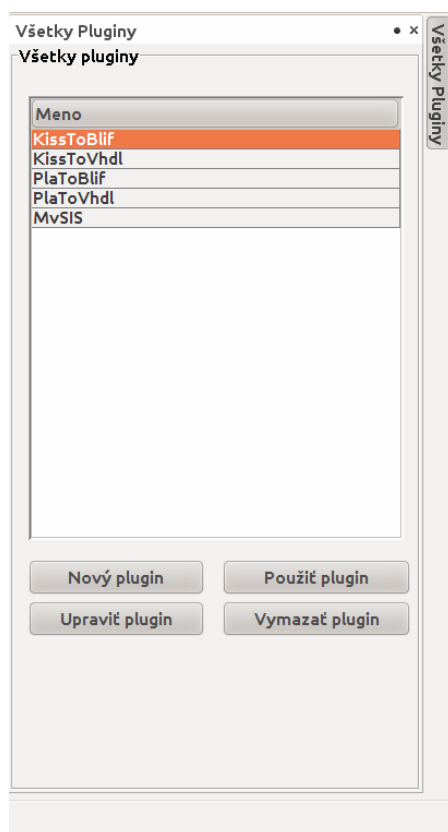 Všetky Pluginy
Všetky pluginy
Meno
KissToBlif
KissToVhdl
PlaToBlif
PlaToVhdl
MvSIS
Nový plugin
Použiť plugin
Upraviť plugin
Vymazať plugin
Všetky Pluginy